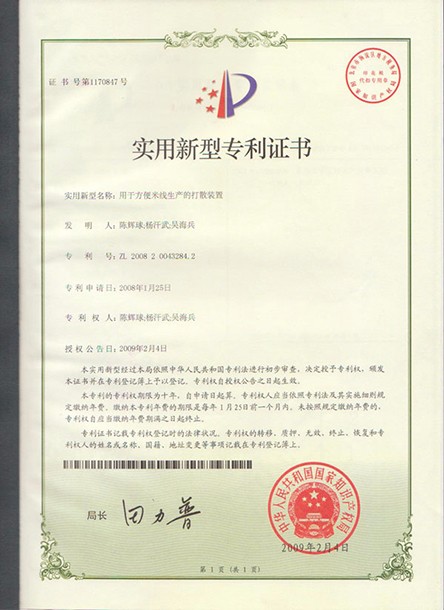 证 书 号 第1170847号
实用新型专利证书
实用新型名称：用于方便米线生产的打散装置
发 明 人：陈辉球;杨汗武;吴海兵
专 利 号：ZL 2008 2 0043284.2
专利申请日：2008年1月25日
专 利 权 人：陈辉球;杨汗武;吴海兵
授权公告日：2009年2月4日
本实用新型经过本局依照中华人民共和国专利法进行初步审查，决定授予专利权，颁发
本证书并在专利登记簿上予以登记。专利权自授权公告之日起生效。
本专利的专利权期限为十年，自申请日起算。专利权人应当依照专利法及其实施细则规
定缴纳年费。缴纳本专利年费的期限是每年 1月25日前一个月内。未按照规定缴纳年费的，
专利权自应当缴纳年费期满之日起终止。
专利证书记载专利权登记时的法律状况。专利权的转移、质押、无效、终止、恢复和专
利权人的姓名或名称、国籍、地址变更等事项记载在专利登记簿上。
局长 田力普
中华人民共和国国家知识产权局
2009年2月4日
第 1 页 (共 1 页)